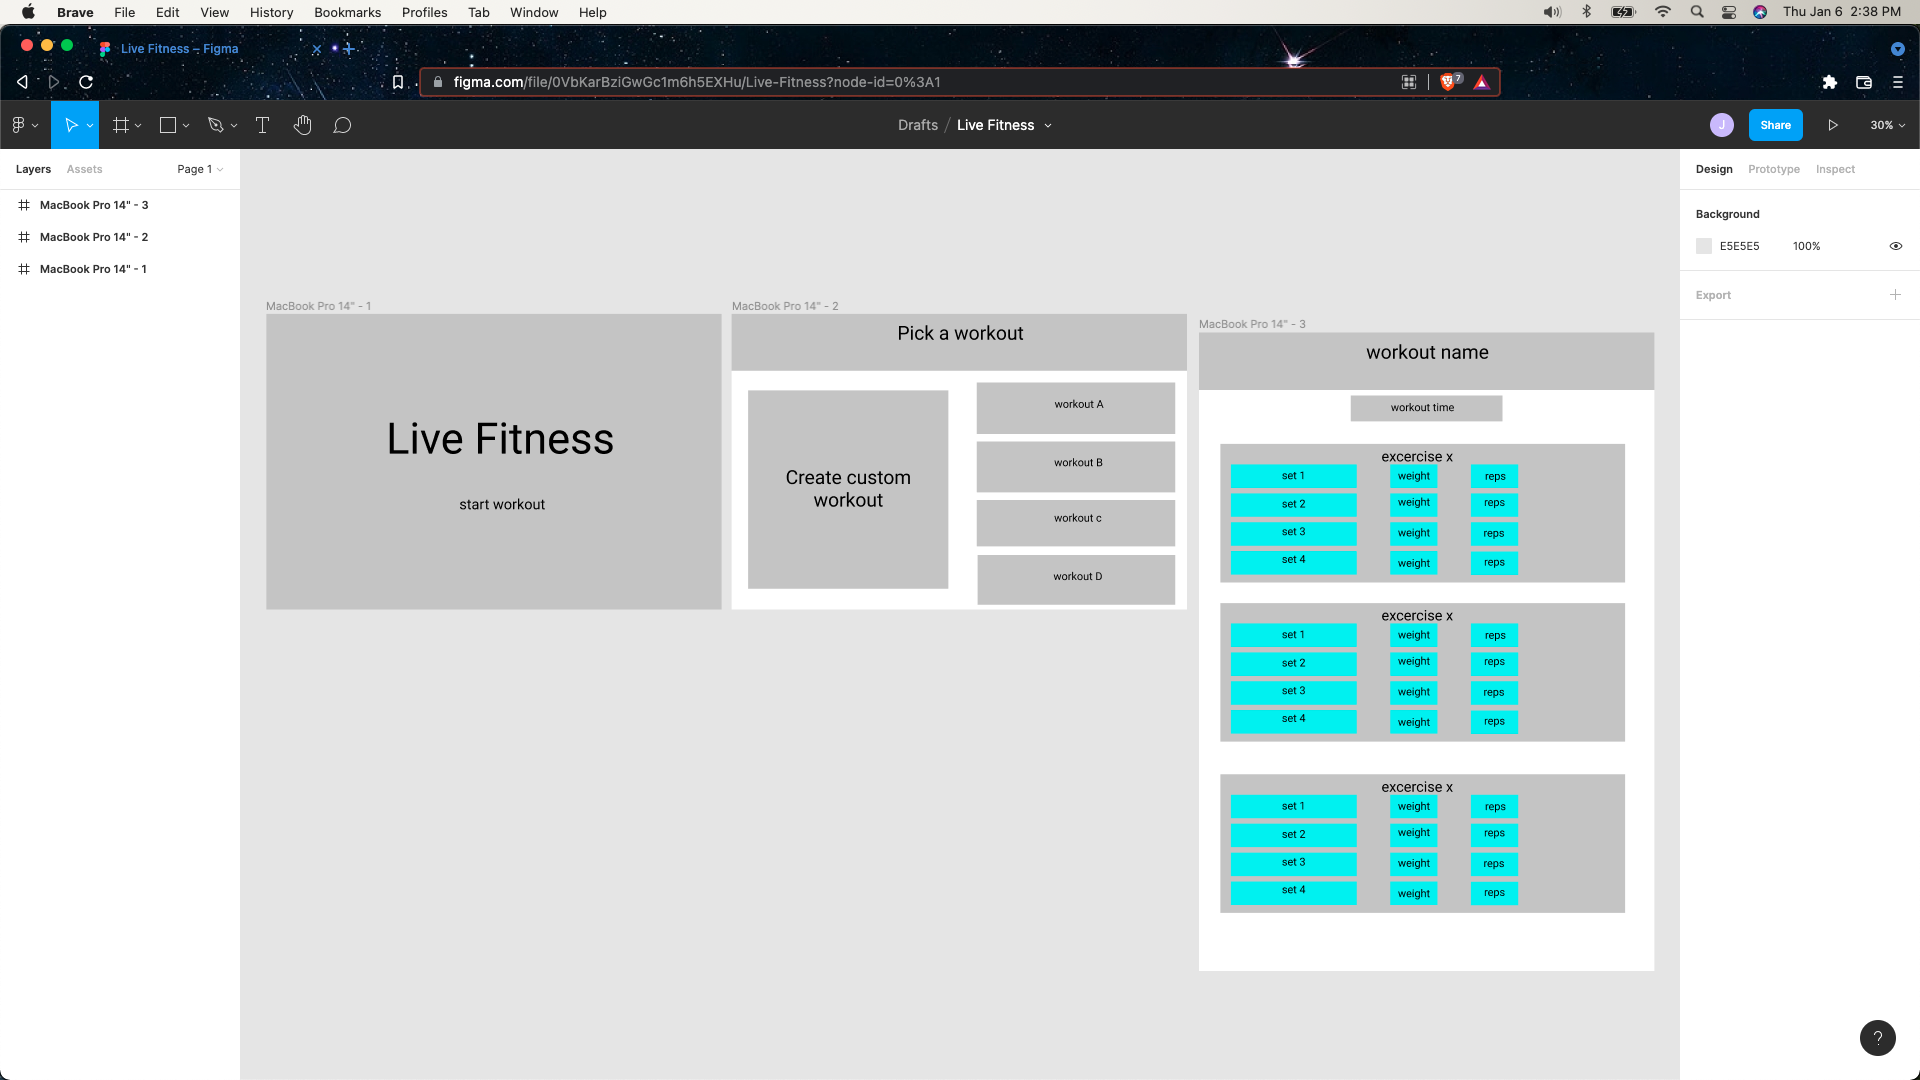 Brave File Edit View History Bookmarks Profiles Tab Window Help Thu Jan 6 2:38 PM
Live Fitness – Figma
figma.com/file/0VbKarBziGwGc1m6h5EXHu/Live-Fitness?node-id=0%3A1 7
Drafts / Live Fitness J Share 30%
Layers Assets Page 1
MacBook Pro 14" - 3
MacBook Pro 14" - 2
MacBook Pro 14" - 1
MacBook Pro 14" - 1
Live Fitness
start workout
MacBook Pro 14" - 2
Pick a workout
Create custom
workout
workout A
workout B
workout c
workout D
MacBook Pro 14" - 3
workout name
workout time
excercise x
set 1 weight reps
set 2 weight reps
set 3 weight reps
set 4 weight reps
excercise x
set 1 weight reps
set 2 weight reps
set 3 weight reps
set 4 weight reps
excercise x
set 1 weight reps
set 2 weight reps
set 3 weight reps
set 4 weight reps
Design Prototype Inspect
Background
E5E5E5 100%
Export
?